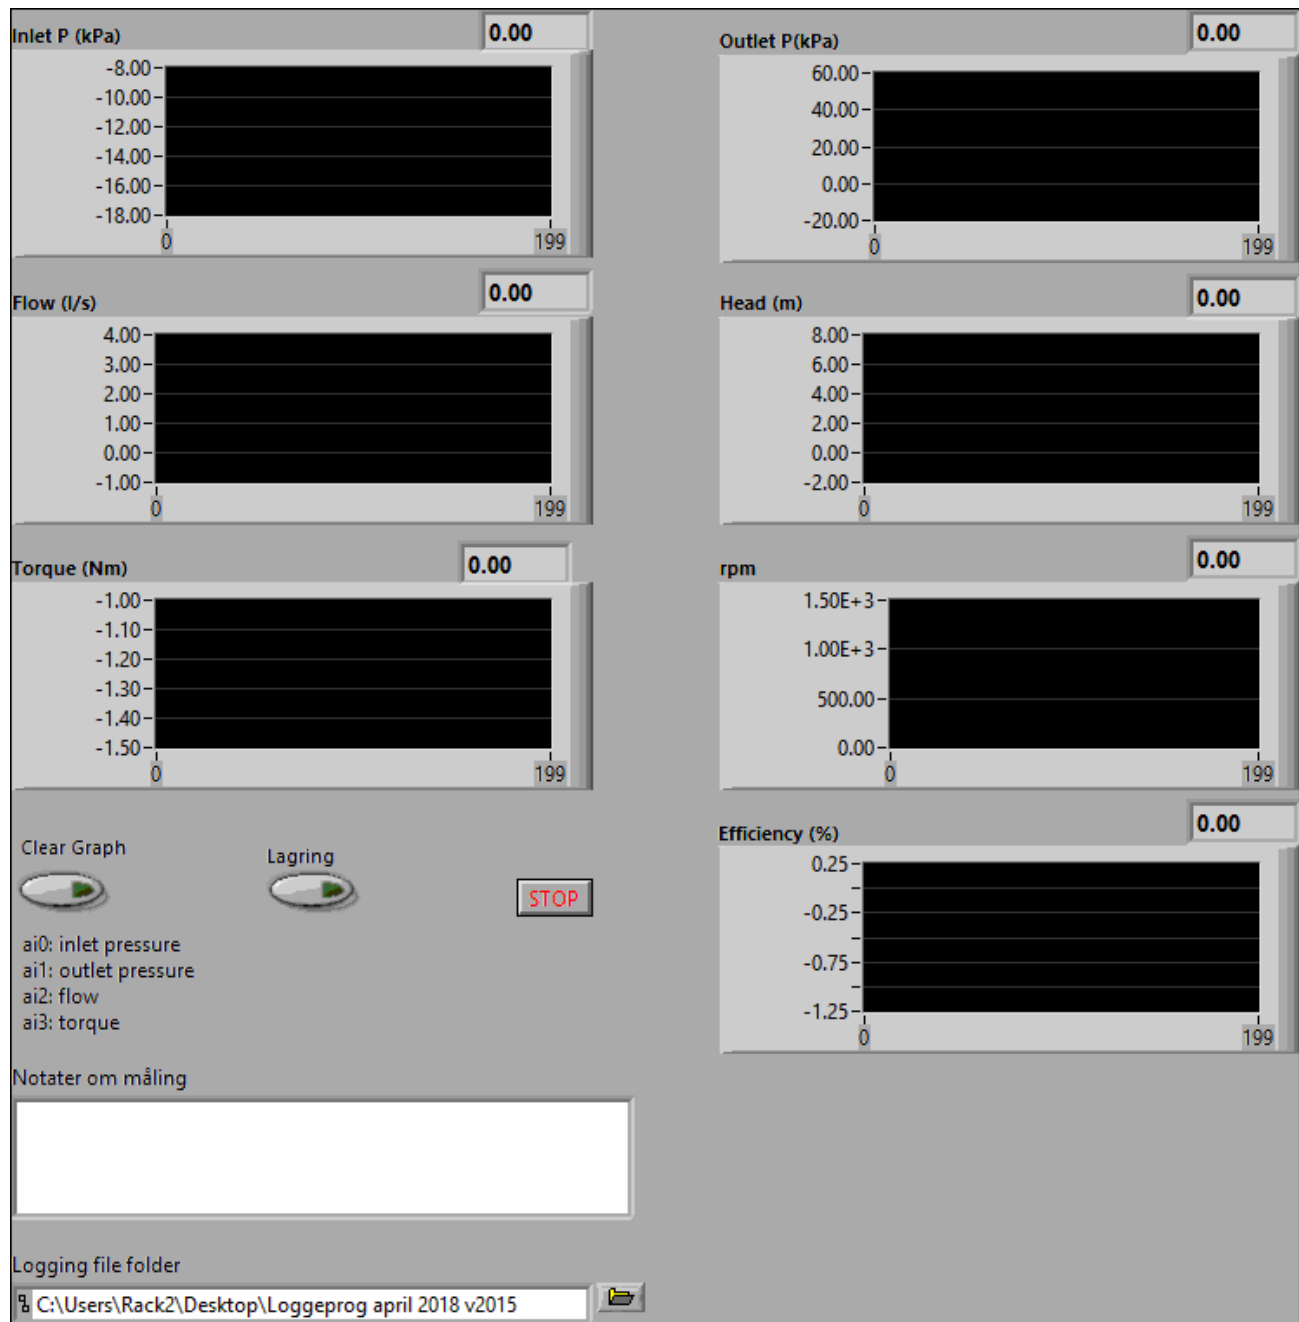 Inlet P (kPa)
0.00
-8.00
-10.00
-12.00
-14.00
-16.00
-18.00
0
199
Outlet P(kPa)
0.00
60.00
40.00
20.00
0.00
-20.00
0
199
Flow (l/s)
0.00
4.00
3.00
2.00
1.00
0.00
-1.00
0
199
Head (m)
0.00
8.00
6.00
4.00
2.00
0.00
-2.00
0
199
Torque (Nm)
0.00
-1.00
-1.10
-1.20
-1.30
-1.40
-1.50
0
199
rpm
0.00
1.50E+3
1.00E+3
500.00
0.00
0
199
Clear Graph
Lagring
STOP
ai0: inlet pressure
ai1: outlet pressure
ai2: flow
ai3: torque
Efficiency (%)
0.00
0.25
-0.25
-0.75
-1.25
0
199
Notater om måling
Logging file folder
C:\Users\Rack2\Desktop\Loggeprog april 2018 v2015